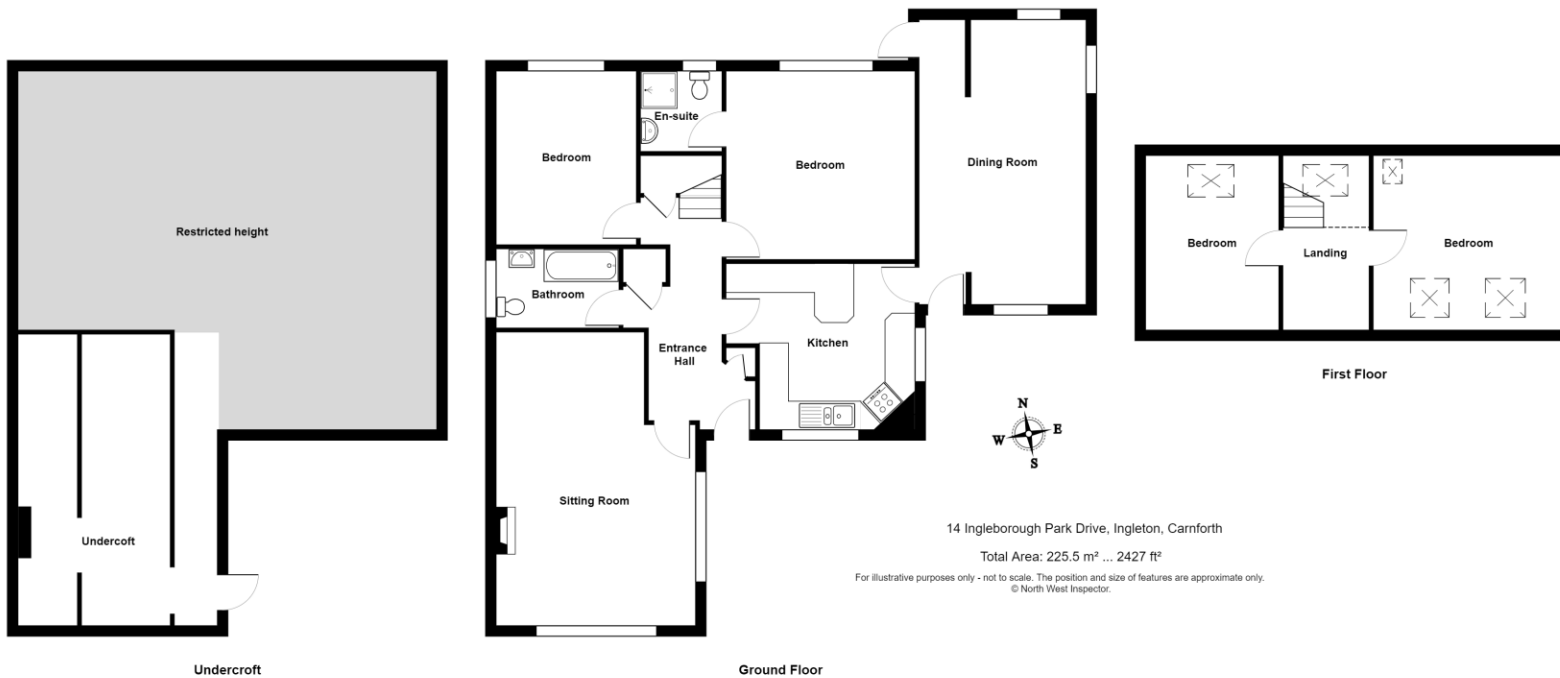 Restricted height
Undercoft
Undercroft
Bedroom
En-suite
Bedroom
Dining Room
Bathroom
Entrance
Hall
Kitchen
Sitting Room
Ground Floor
Bedroom
Landing
Bedroom
First Floor
N
W
E
S
14 Ingleborough Park Drive, Ingleton, Carnforth
Total Area: 225.5 m² ... 2427 ft²
For illustrative purposes only - not to scale. The position and size of features are approximate only.
© North West Inspector.